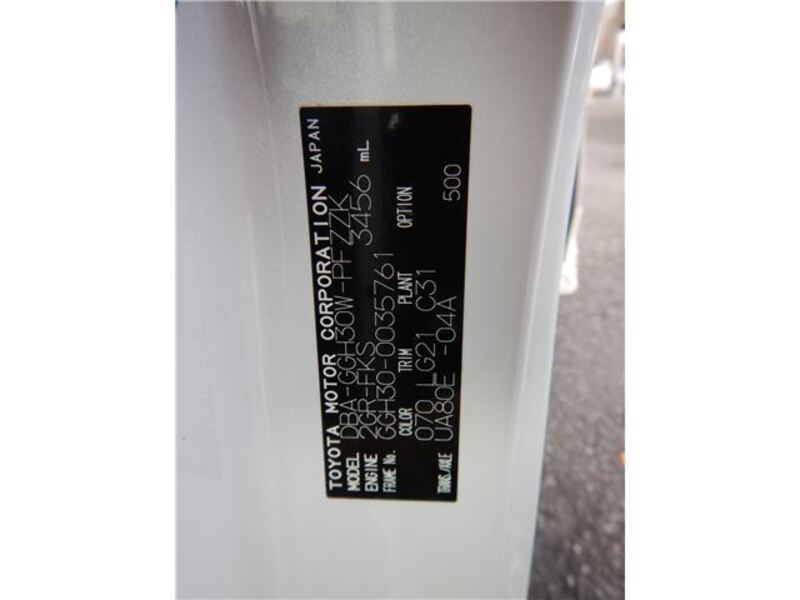 TOYOTA MOTOR CORPORATION JAPAN
MODEL DBA-GGH30W-PFZZK
ENGINE 2GR-FKS 3456 mL
FRAME No. GGH30-0035761
COLOR TRIM PLANT OPTION
070 LG21 C31 500
TRANS./AXLE UA80E -04A